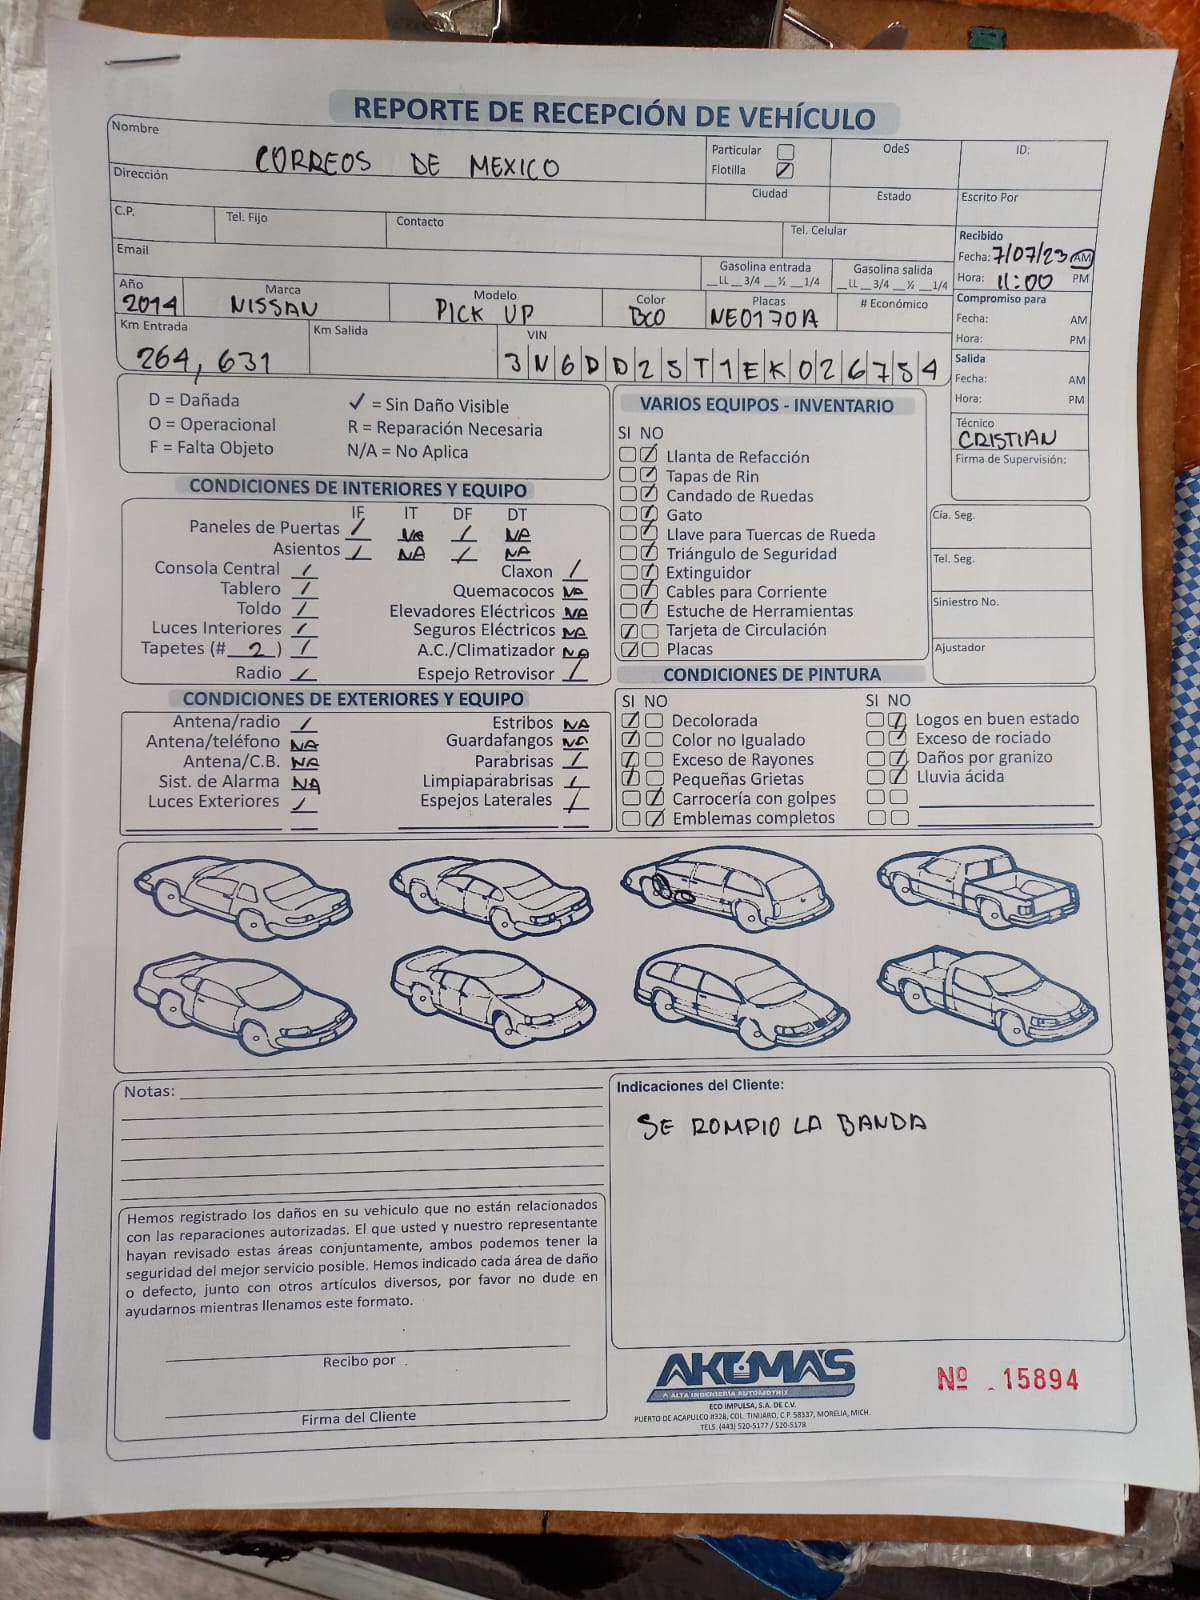 REPORTE DE RECEPCIÓN DE VEHÍCULO
Nombre CORREOS DE MEXICO
Particular
Flotilla
OdeS
ID:
Dirección
Ciudad
Estado
Escrito Por
C.P.
Tel. Fijo
Contacto
Tel. Celular
Recibido
Fecha: 7/07/23 AM
Hora: 11:00 PM
Email
Gasolina entrada
__LL __3/4 __½ __1/4
Gasolina salida
__LL __3/4 __½ __1/4
Año 2014
Marca NISSAN
Modelo PICK UP
Color BCO
Placas NE0170A
# Económico
Compromiso para
Fecha: AM
Hora: PM
Km Entrada 264,631
Km Salida
VIN 3N6DD25T1EK026754
Salida
Fecha: AM
Hora: PM
Técnico
CRISTIAN
Firma de Supervisión:
D = Dañada ✓ = Sin Daño Visible
O = Operacional R = Reparación Necesaria
F = Falta Objeto N/A = No Aplica
CONDICIONES DE INTERIORES Y EQUIPO
IF IT DF DT
Paneles de Puertas / NA / NA
Asientos / NA / NA
Consola Central /
Tablero /
Toldo /
Luces Interiores /
Tapetes (# 2 ) /
Radio /
Claxon /
Quemacocos NA
Elevadores Eléctricos NA
Seguros Eléctricos NA
A.C./Climatizador NA
Espejo Retrovisor /
CONDICIONES DE EXTERIORES Y EQUIPO
Antena/radio /
Antena/teléfono NA
Antena/C.B. NA
Sist. de Alarma NA
Luces Exteriores /
Estribos NA
Guardafangos NA
Parabrisas /
Limpiaparabrisas /
Espejos Laterales /
VARIOS EQUIPOS - INVENTARIO
SI NO
Llanta de Refacción
Tapas de Rin
Candado de Ruedas
Gato
Llave para Tuercas de Rueda
Triángulo de Seguridad
Extinguidor
Cables para Corriente
Estuche de Herramientas
Tarjeta de Circulación
Placas
Cía. Seg.
Tel. Seg.
Siniestro No.
Ajustador
CONDICIONES DE PINTURA
SI NO
Decolorada
Color no Igualado
Exceso de Rayones
Pequeñas Grietas
Carrocería con golpes
Emblemas completos
SI NO
Logos en buen estado
Exceso de rociado
Daños por granizo
Lluvia ácida
Notas:
Indicaciones del Cliente:
SE ROMPIO LA BANDA
Hemos registrado los daños en su vehiculo que no están relacionados
con las reparaciones autorizadas. El que usted y nuestro representante
hayan revisado estas áreas conjuntamente, ambos podemos tener la
seguridad del mejor servicio posible. Hemos indicado cada área de daño
o defecto, junto con otros artículos diversos, por favor no dude en
ayudarnos mientras llenamos este formato.
Recibo por
Firma del Cliente
AKUMA'S
ALTA INGENIERÍA AUTOMOTRIZ
ECO IMPULSA, S.A. DE C.V.
PUERTO DE ACAPULCO #328, COL. TINIJARO, C.P. 58337, MORELIA, MICH.
TELS. (443) 520-5177 / 520-5178
Nº 15894